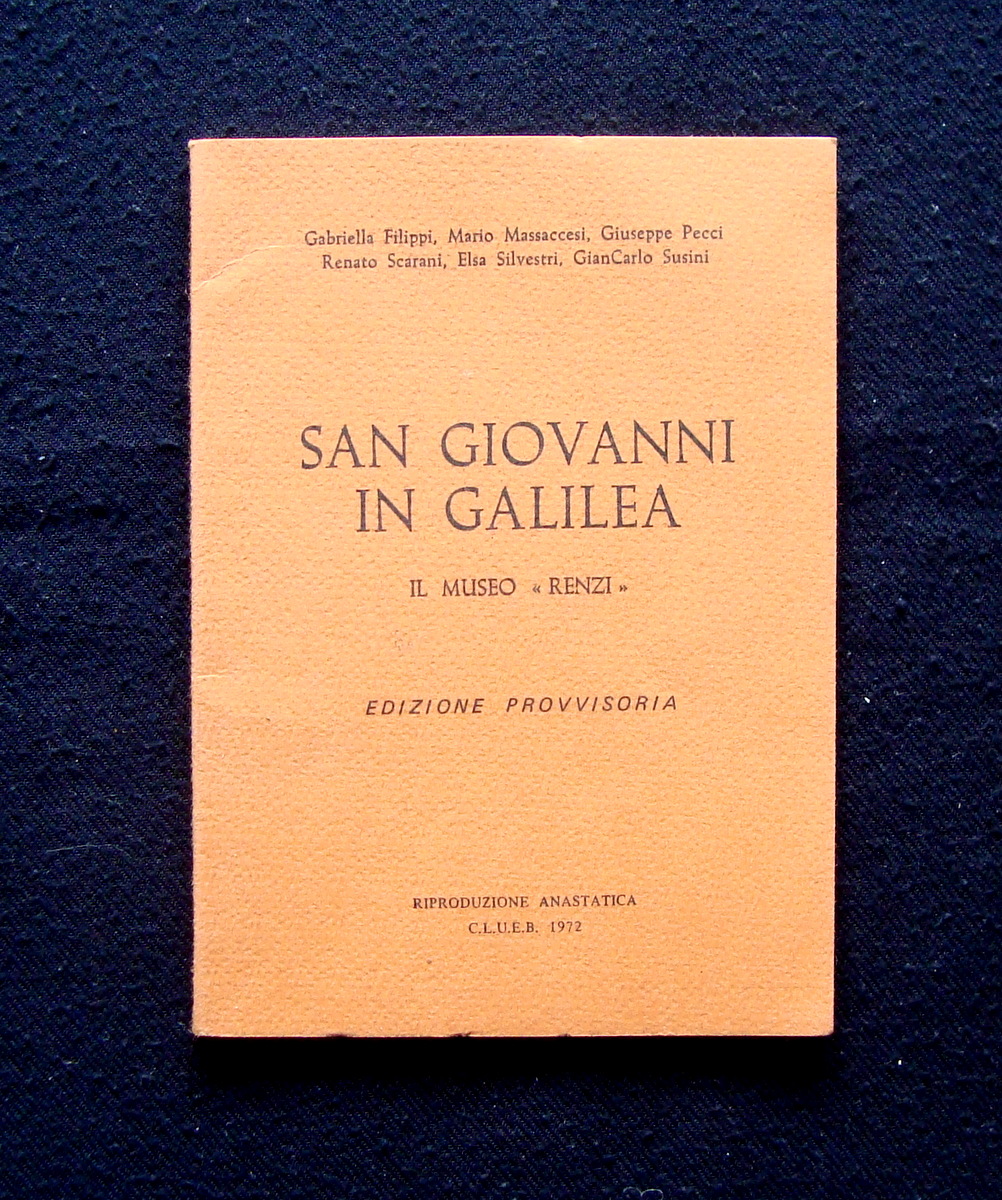 Gabriella Filippi, Mario Massaccesi, Giuseppe Pecci
Renato Scarani, Elsa Silvestri, GianCarlo Susini
SAN GIOVANNI
IN GALILEA
IL MUSEO « RENZI »
EDIZIONE PROVVISORIA
RIPRODUZIONE ANASTATICA
C.L.U.E.B. 1972